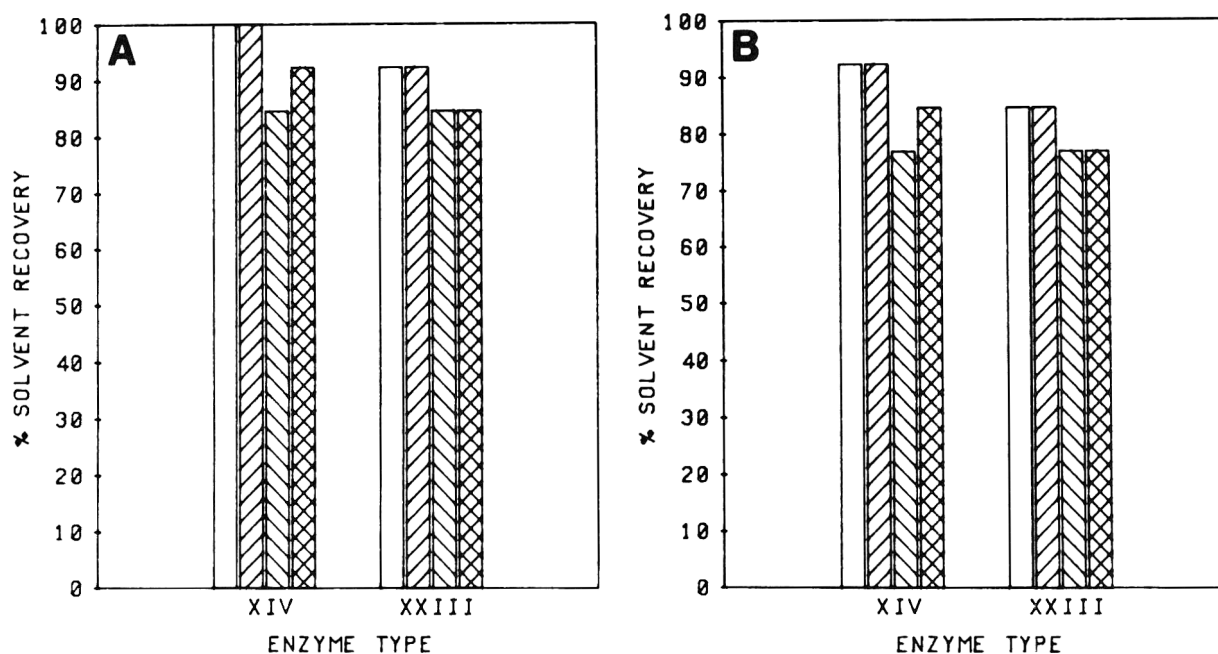 A
% SOLVENT RECOVERY
100
90
80
70
60
50
40
30
20
10
0
XIV XXIII
ENZYME TYPE
B
% SOLVENT RECOVERY
100
90
80
70
60
50
40
30
20
10
0
XIV XXIII
ENZYME TYPE